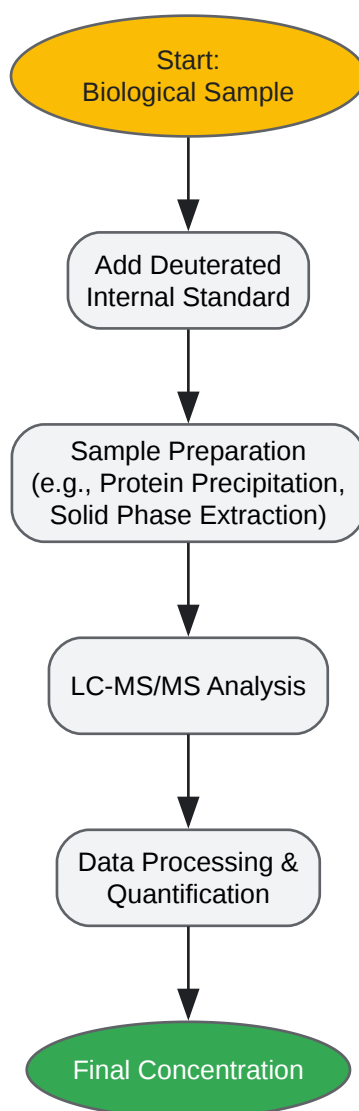 Start:
Biological Sample
Add Deuterated
Internal Standard
Sample Preparation
(e.g., Protein Precipitation,
Solid Phase Extraction)
LC-MS/MS Analysis
Data Processing &
Quantification
Final Concentration